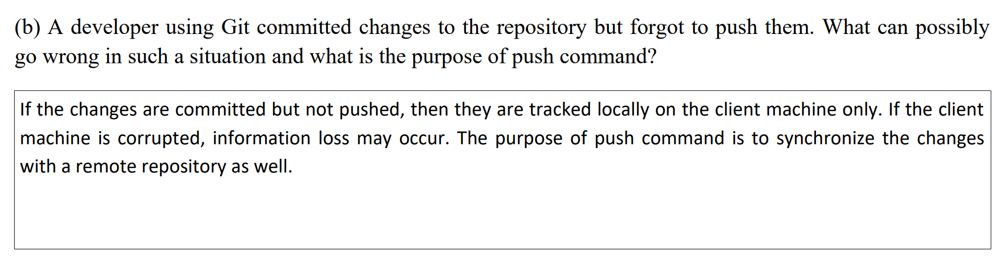 (b) A developer using Git committed changes to the repository but forgot to push them. What can possibly
go wrong in such a situation and what is the purpose of push command?
If the changes are committed but not pushed, then they are tracked locally on the client machine only. If the client
machine is corrupted, information loss may occur. The purpose of push command is to synchronize the changes
with a remote repository as well.